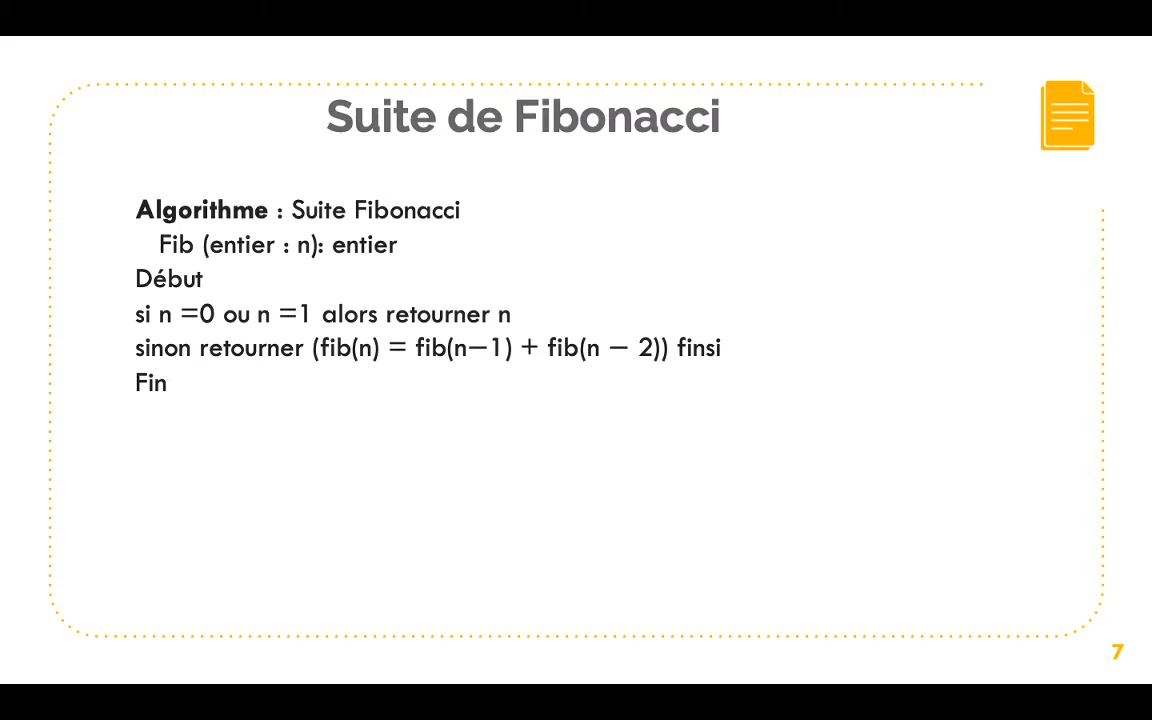 Suite de Fibonacci
Algorithme : Suite Fibonacci
Fib (entier : n): entier
Début
si n =0 ou n =1 alors retourner n
sinon retourner (fib(n) = fib(n−1) + fib(n − 2)) finsi
Fin
7